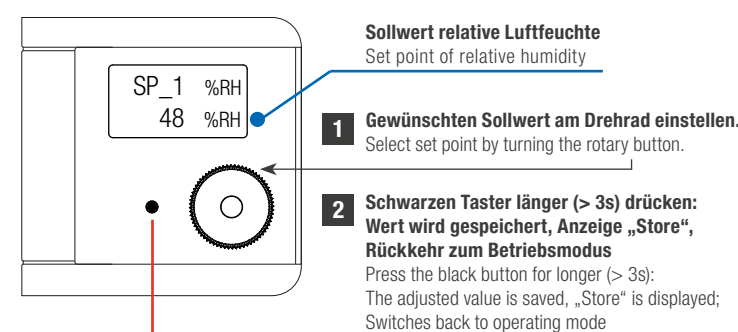 Sollwert relative Luftfeuchte
Set point of relative humidity
SP_1 %RH
48 %RH
1 Gewünschten Sollwert am Drehrad einstellen.
Select set point by turning the rotary button.
2 Schwarzen Taster länger (> 3s) drücken:
Wert wird gespeichert, Anzeige „Store“,
Rückkehr zum Betriebsmodus
Press the black button for longer (> 3s):
The adjusted value is saved, „Store“ is displayed;
Switches back to operating mode